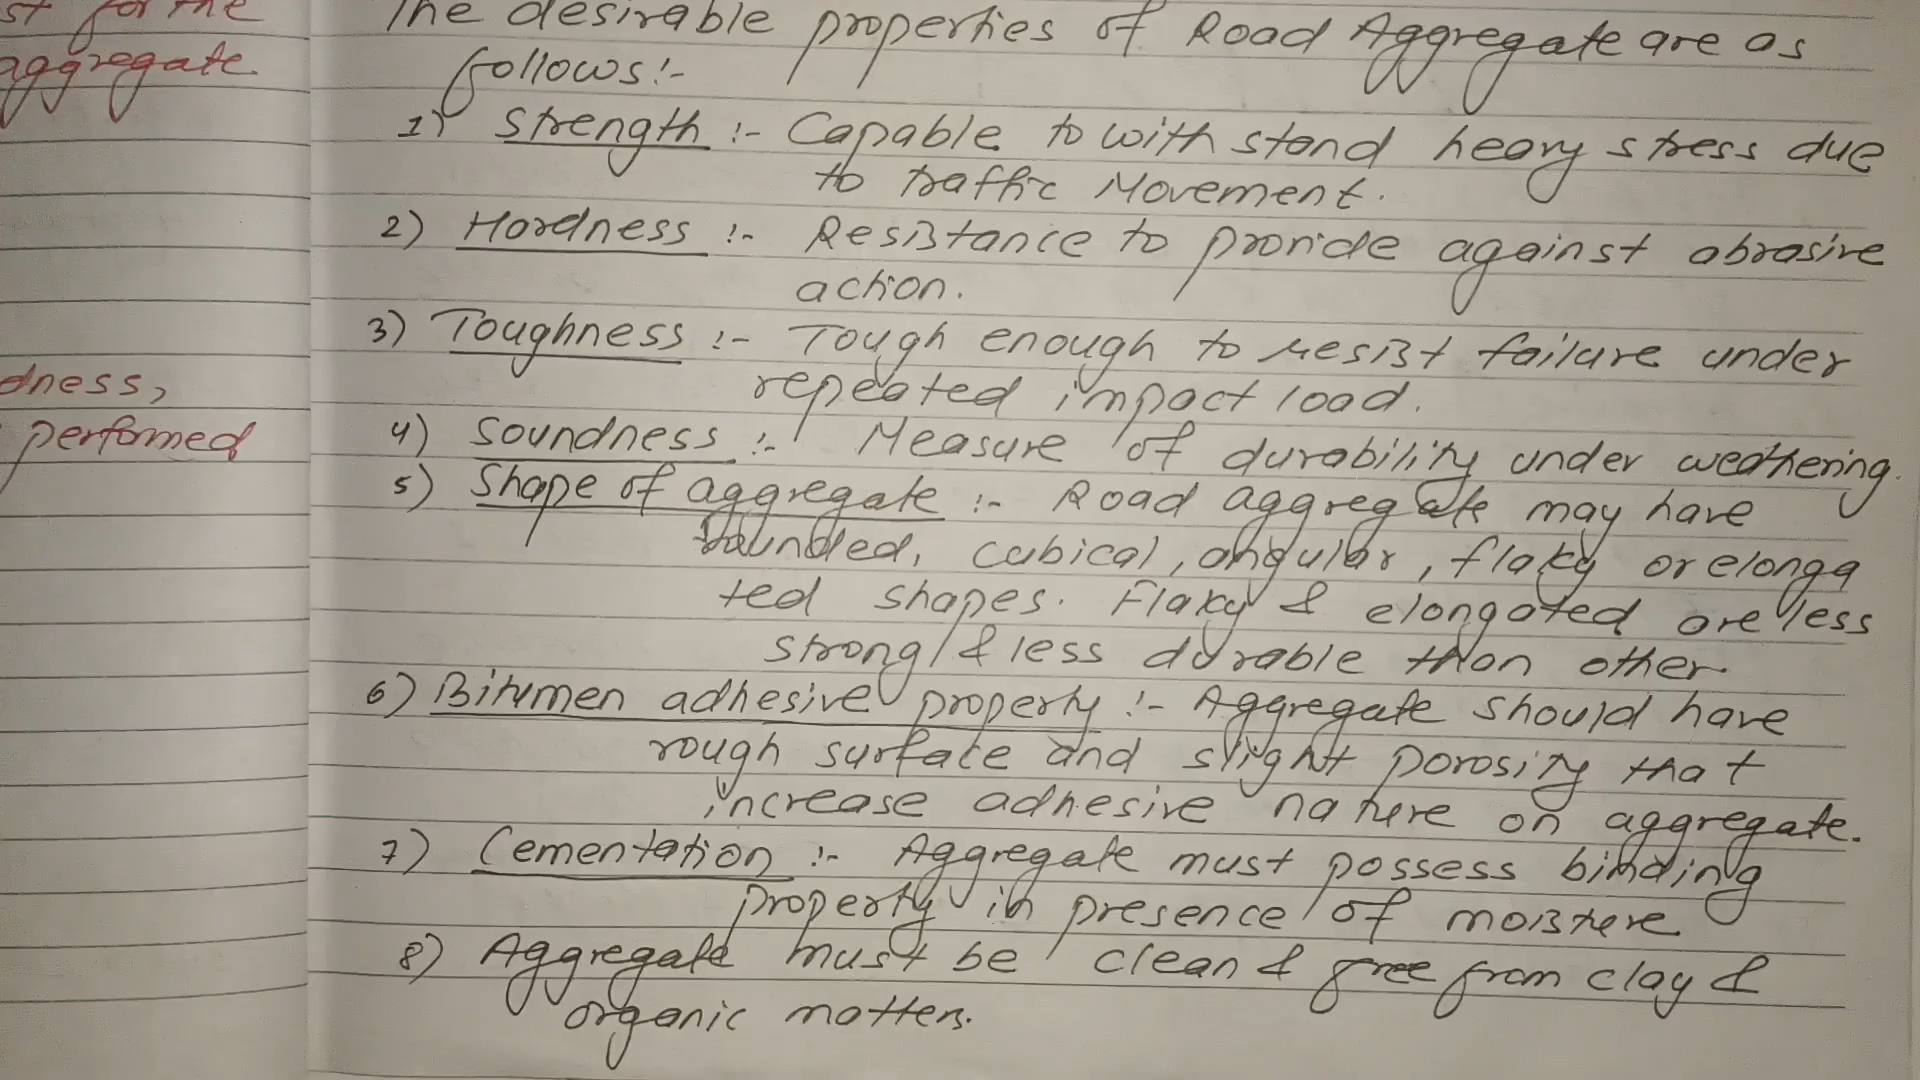 st for the
aggregate
dness,
performed
The desirable properties of Road Aggregate are as
follows:-
1) Strength :- Capable to with stand heavy stress due
to traffic Movement.
2) Hardness :- Resistance to provide against abrasive
action.
3) Toughness :- Tough enough to resist failure under
repeated impact load.
4) Soundness :- Measure of durability under weathering.
5) Shape of aggregate :- Road aggregate may have
rounded, cubical, angular, flaky or elonga
ted shapes. Flaky & elongated are less
strong & less durable than other.
6) Bitumen adhesive property :- Aggregate should have
rough surface and slight porosity that
increase adhesive nature on aggregate.
7) Cementation :- Aggregate must possess binding
property in presence of moisture.
8) Aggregate must be clean & free from clay &
organic matters.